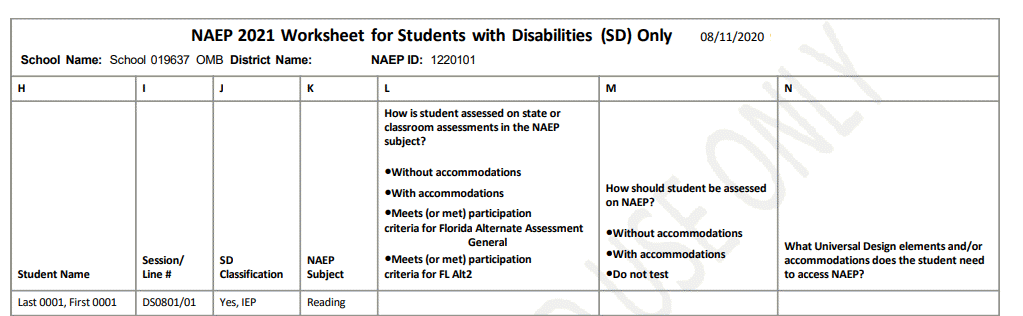 NAEP 2021 Worksheet for Students with Disabilities (SD) Only 08/11/2020
School Name: School 019637 OMB District Name: NAEP ID: 1220101
H I J K L M N
Student Name
Session/
Line #
SD
Classification
NAEP
Subject
How is student assessed on state or
classroom assessments in the NAEP
subject?
•Without accommodations
•With accommodations
•Meets (or met) participation
criteria for Florida Alternate Assessment
General
•Meets (or met) participation
criteria for FL Alt2
How should student be assessed
on NAEP?
•Without accommodations
•With accommodations
•Do not test
What Universal Design elements and/or
accommodations does the student need
to access NAEP?
Last 0001, First 0001 DS0801/01 Yes, IEP Reading
USE ONLY